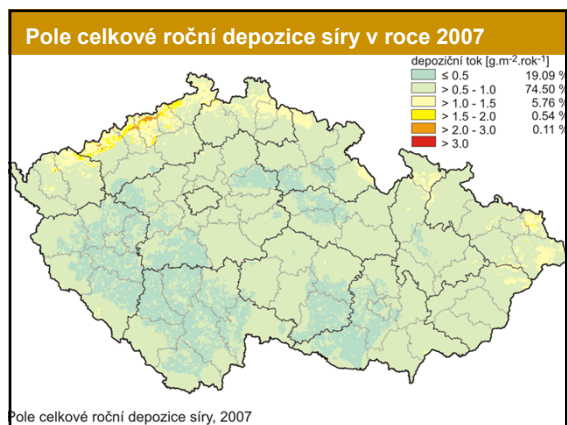 Pole celkové roční depozice síry v roce 2007
depoziční tok [g.m-2.rok-1]
≤ 0.5 19.09 %
> 0.5 - 1.0 74.50 %
> 1.0 - 1.5 5.76 %
> 1.5 - 2.0 0.54 %
> 2.0 - 3.0 0.11 %
> 3.0
Pole celkové roční depozice síry, 2007